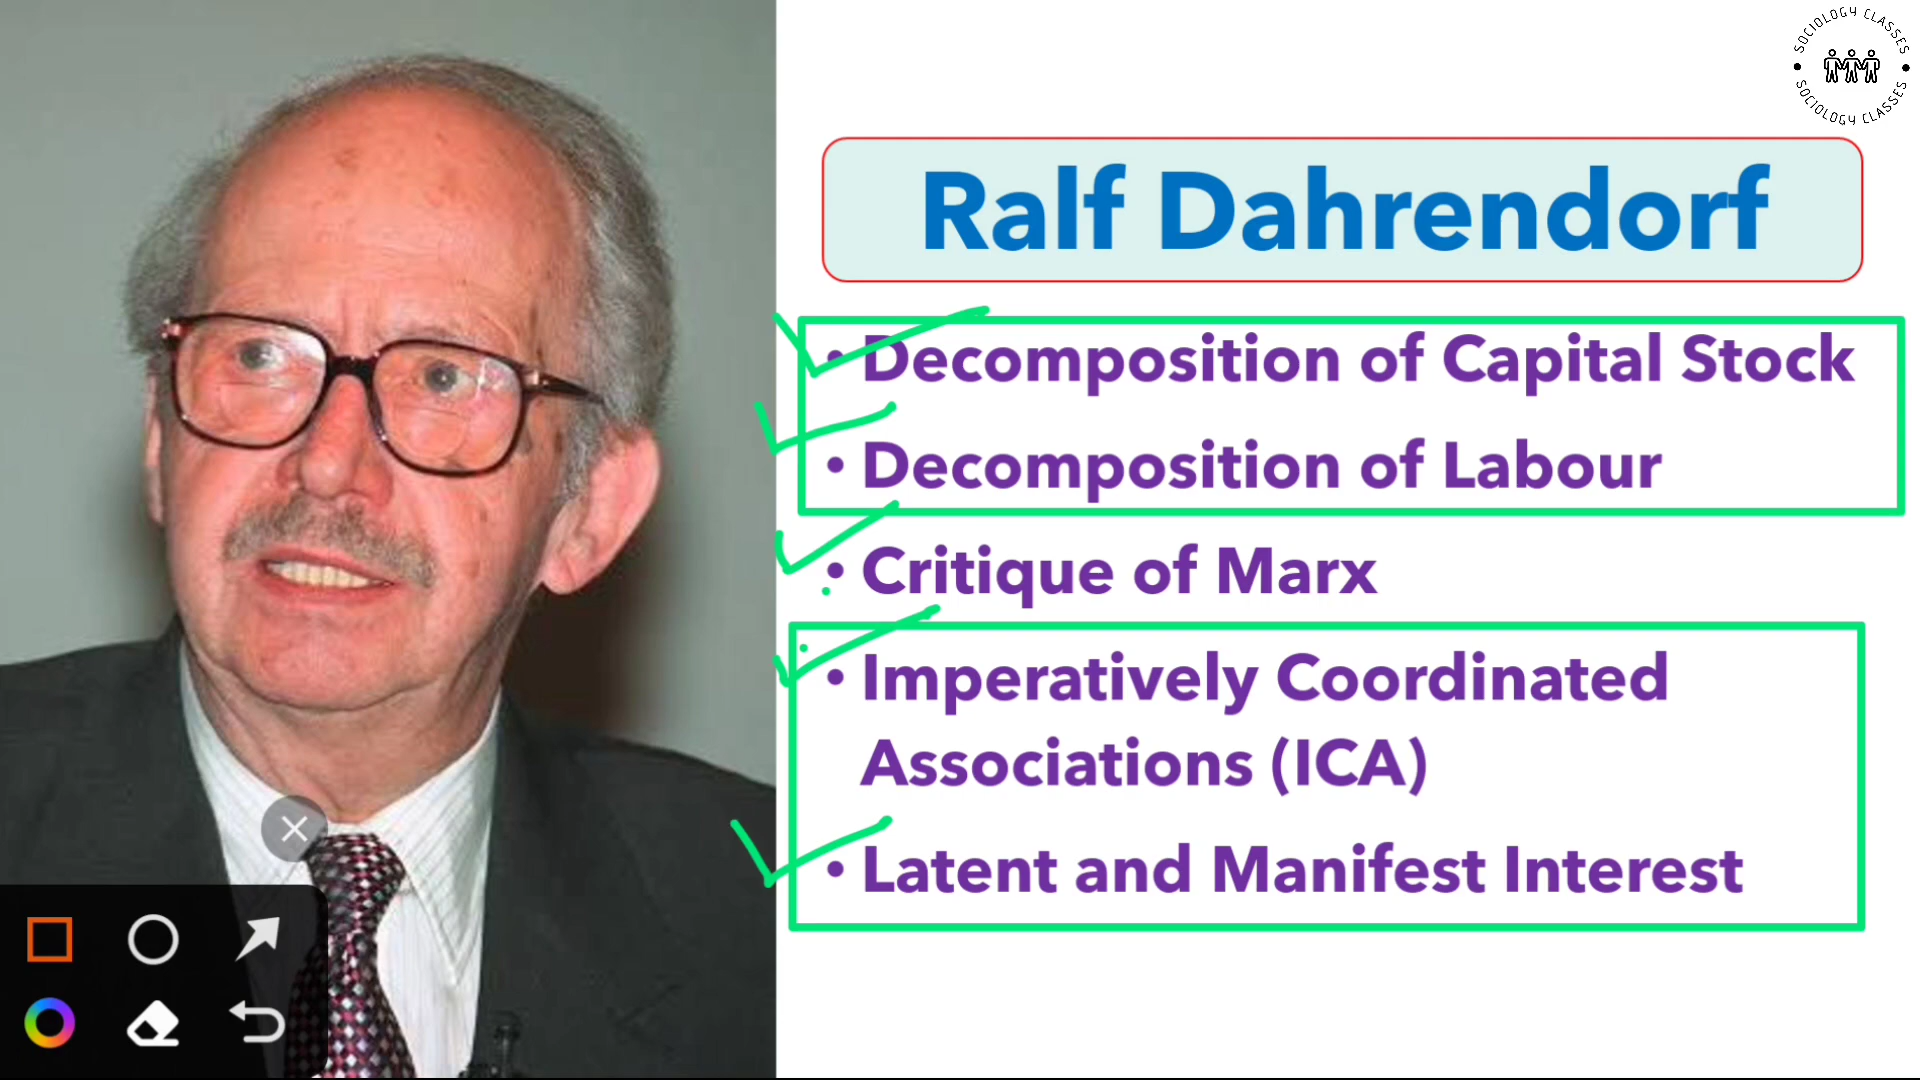 SOCIOLOGY CLASSES
SOCIOLOGY CLASSES
Ralf Dahrendorf
• Decomposition of Capital Stock
• Decomposition of Labour
• Critique of Marx
• Imperatively Coordinated
Associations (ICA)
• Latent and Manifest Interest